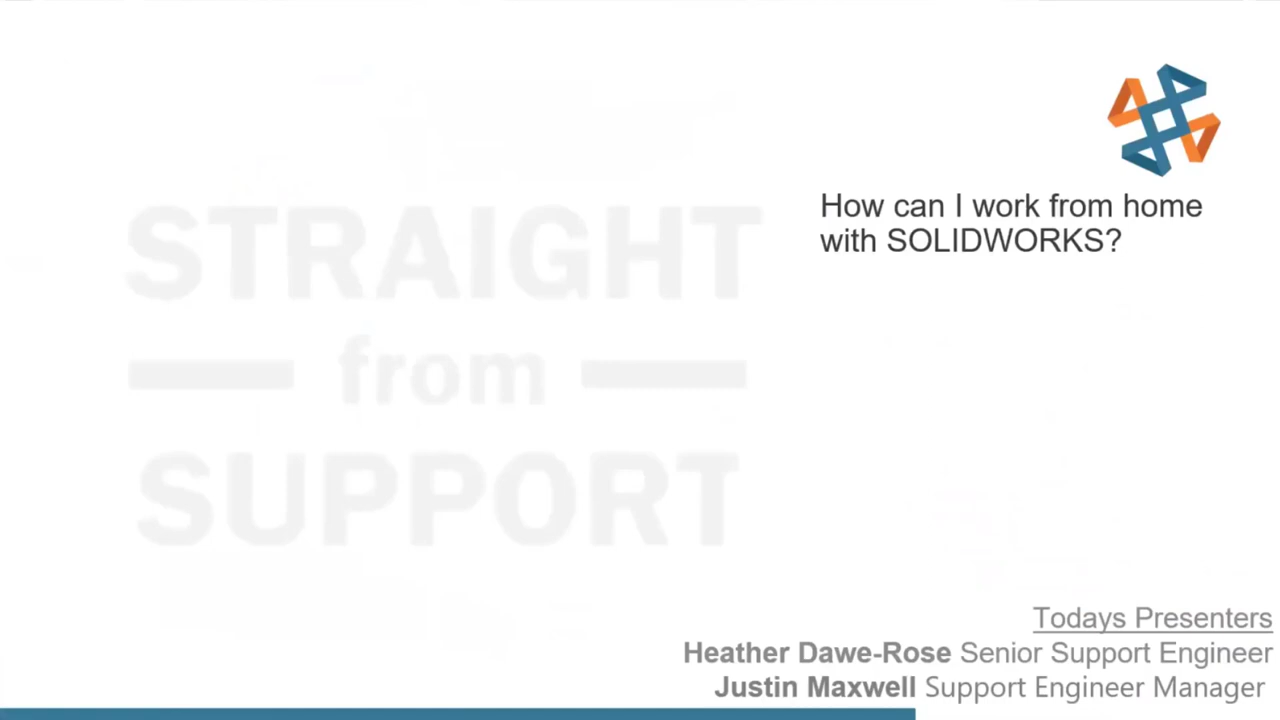 STRAIGHT
from
SUPPORT
How can I work from home
with SOLIDWORKS?
Todays Presenters
Heather Dawe-Rose Senior Support Engineer
Justin Maxwell Support Engineer Manager